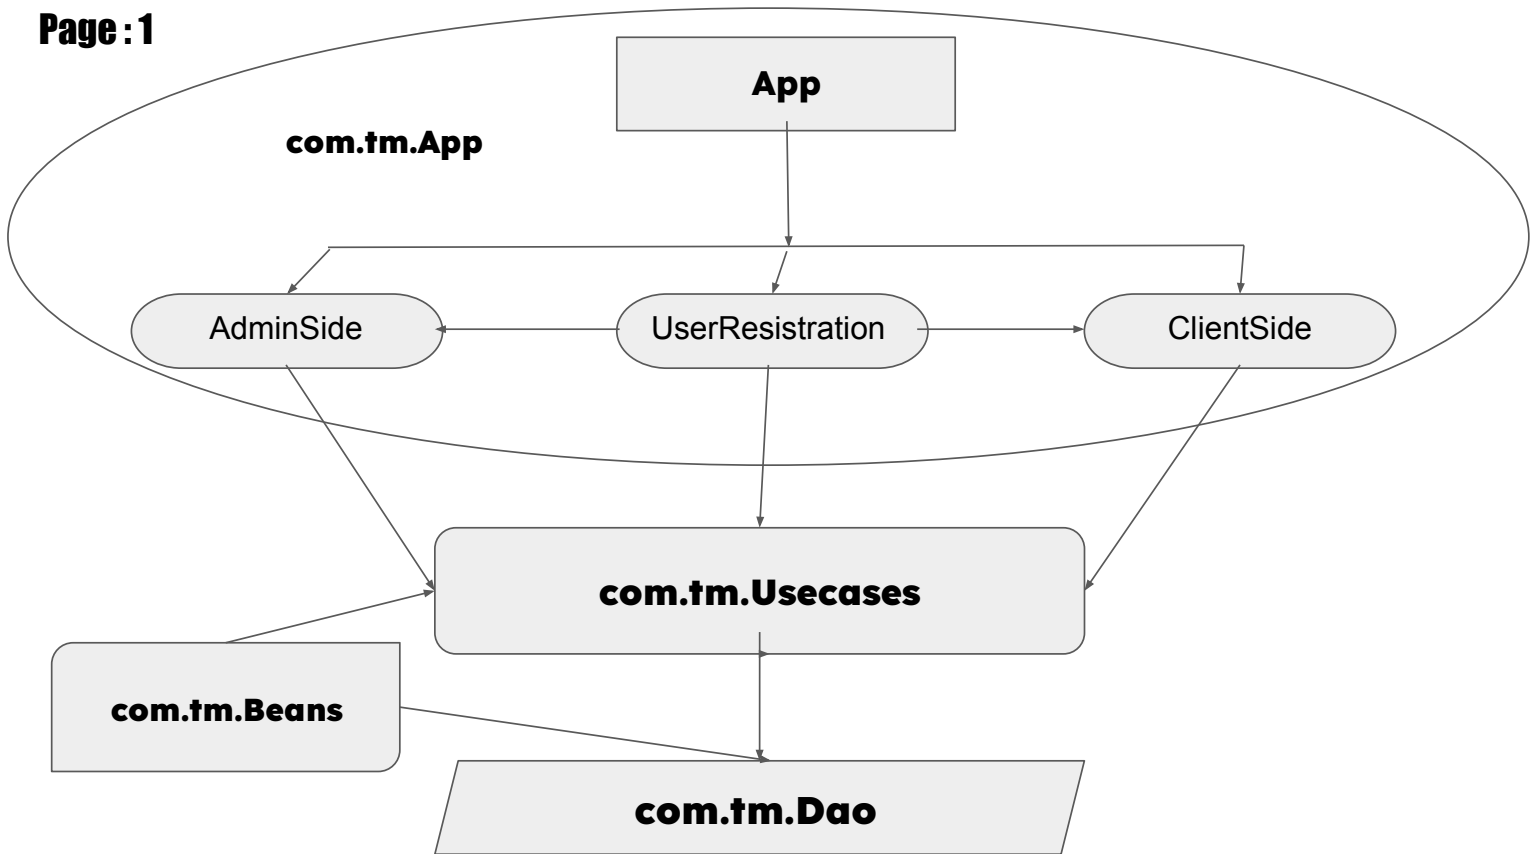 Page : 1
App
com.tm.App
AdminSide
UserResistration
ClientSide
com.tm.Usecases
com.tm.Beans
com.tm.Dao